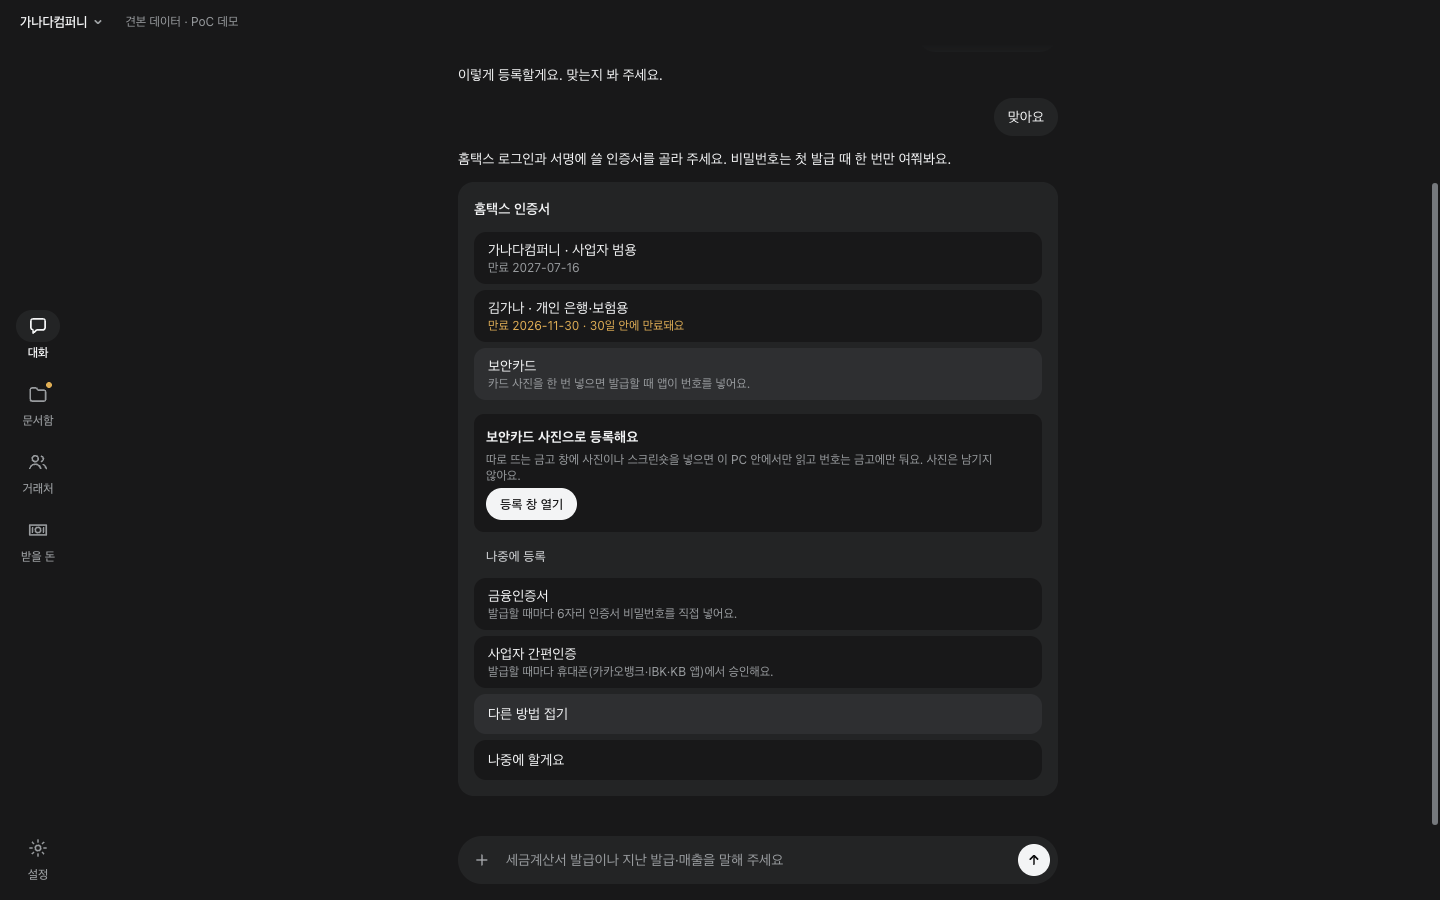 가나다컴퍼니
견본 데이터 · PoC 데모
이렇게 등록할게요. 맞는지 봐 주세요.
맞아요
홈택스 로그인과 서명에 쓸 인증서를 골라 주세요. 비밀번호는 첫 발급 때 한 번만 여쭤봐요.
홈택스 인증서
가나다컴퍼니 · 사업자 범용
만료 2027-07-16
김가나 · 개인 은행·보험용
만료 2026-11-30 · 30일 안에 만료돼요
보안카드
카드 사진을 한 번 넣으면 발급할 때 앱이 번호를 넣어요.
보안카드 사진으로 등록해요
따로 뜨는 금고 창에 사진이나 스크린숏을 넣으면 이 PC 안에서만 읽고 번호는 금고에만 둬요. 사진은 남기지
않아요.
등록 창 열기
나중에 등록
금융인증서
발급할 때마다 6자리 인증서 비밀번호를 직접 넣어요.
사업자 간편인증
발급할 때마다 휴대폰(카카오뱅크·IBK·KB 앱)에서 승인해요.
다른 방법 접기
나중에 할게요
대화
문서함
거래처
받을 돈
설정
세금계산서 발급이나 지난 발급·매출을 말해 주세요